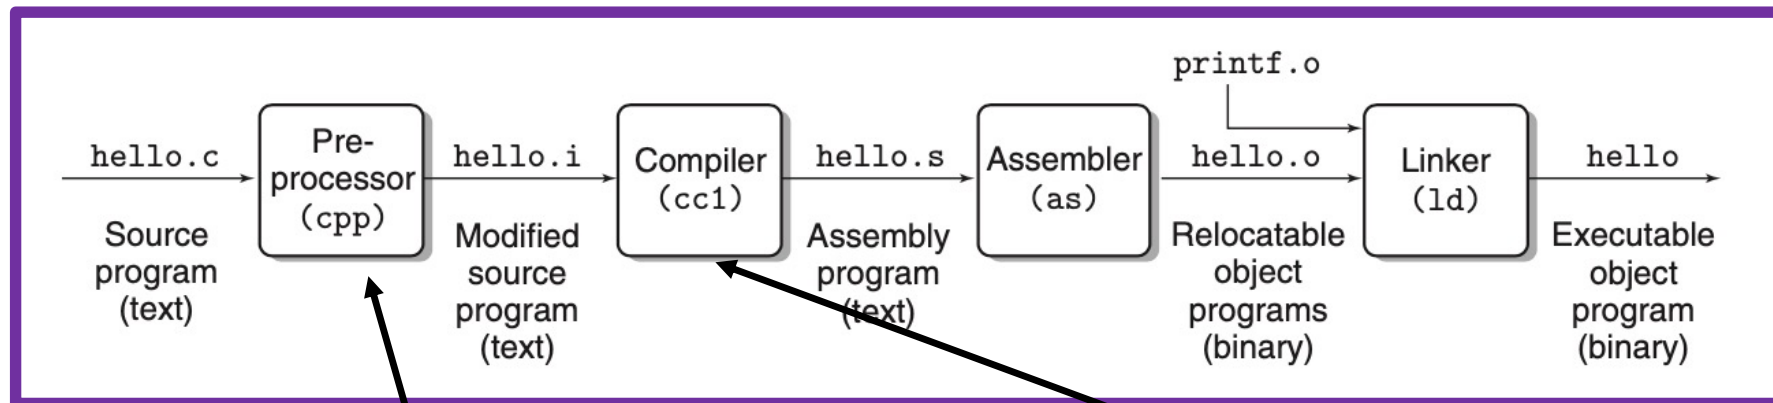 printf.o
hello.c
Pre-
processor
(cpp)
hello.i
Compiler
(cc1)
hello.s
Assembler
(as)
hello.o
Linker
(ld)
hello
Source
program
(text)
Modified
source
program
(text)
Assembly
program
(text)
Relocatable
object
programs
(binary)
Executable
object
program
(binary)